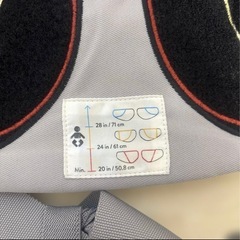 28 in / 71 cm
24 in / 61 cm
Min. 20 in / 50,8 cm